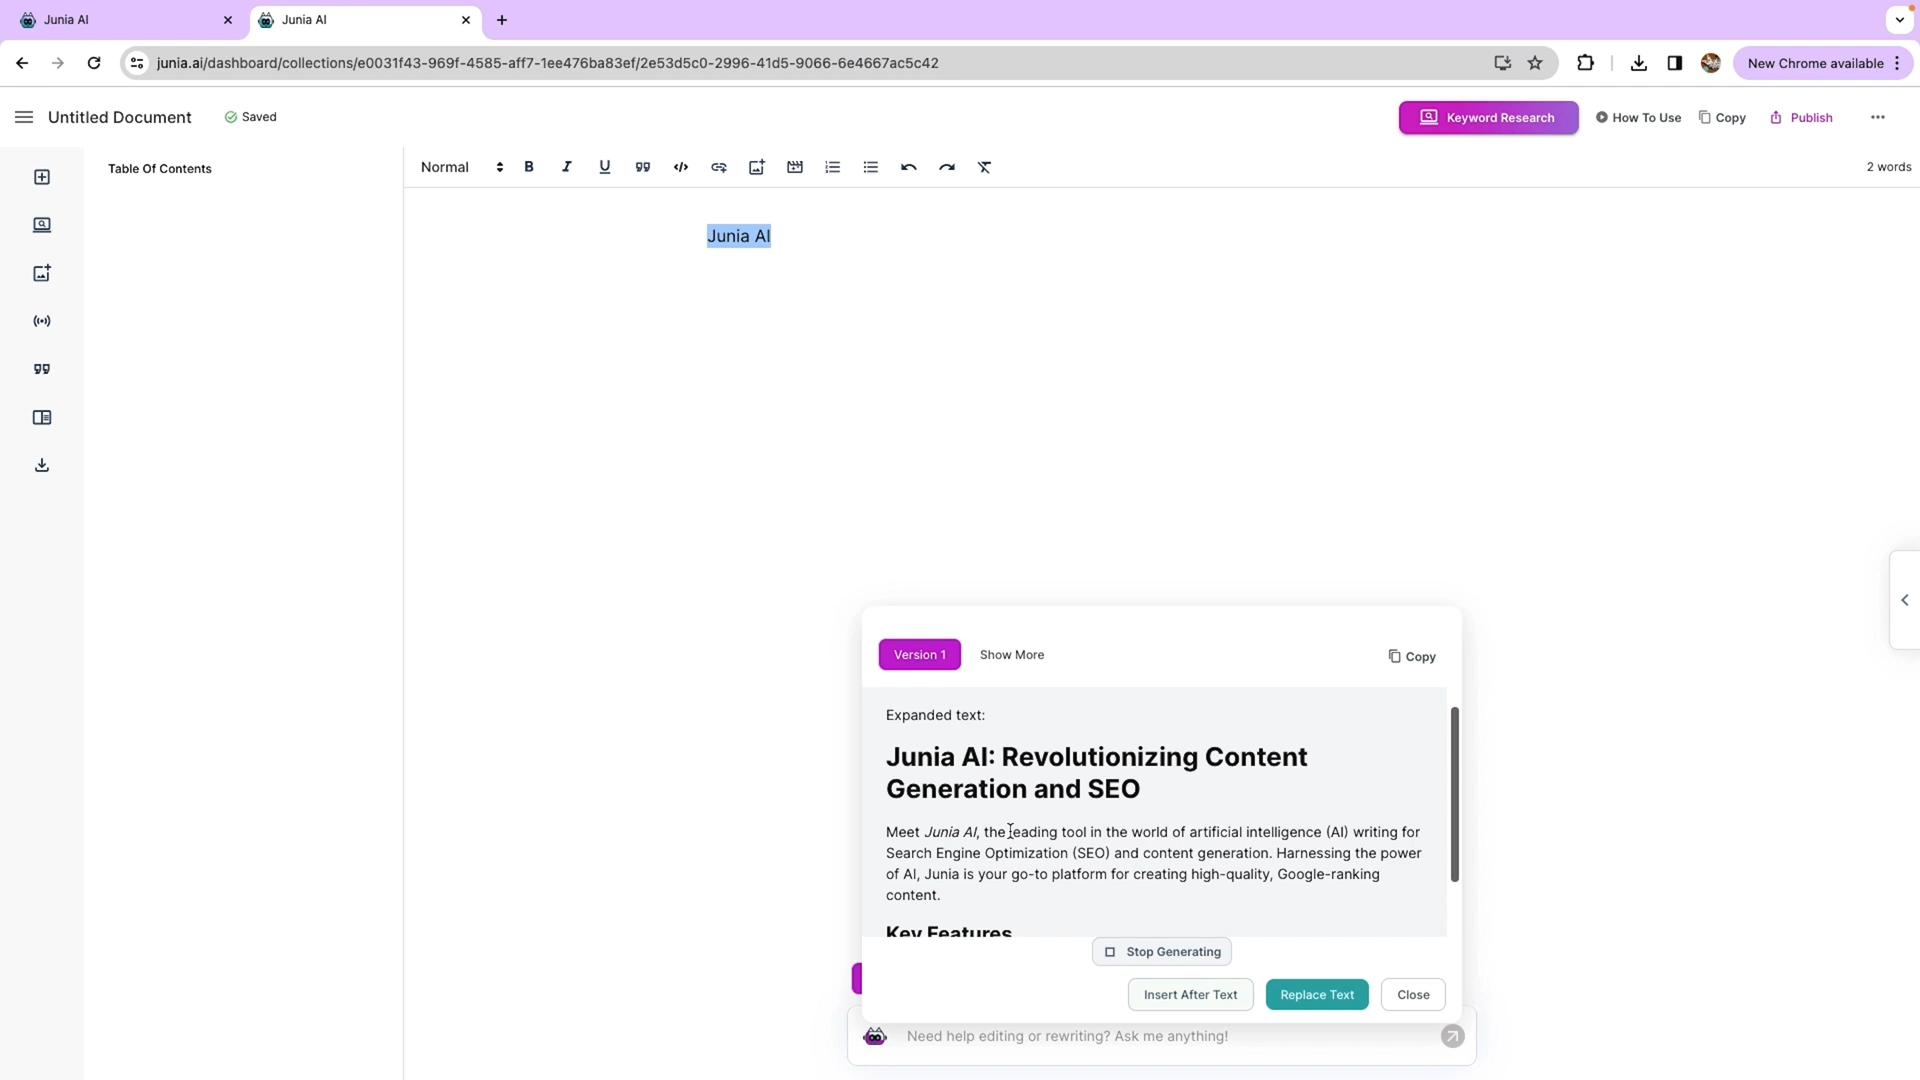 Junia AI
Junia AI
junia.ai/dashboard/collections/e0031f43-969f-4585-aff7-1ee476ba83ef/2e53d5c0-2996-41d5-9066-6e4667ac5c42
New Chrome available
Untitled Document
Saved
Keyword Research
How To Use
Copy
Publish
Table Of Contents
Normal
2 words
Junia AI
Version 1
Show More
Copy
Expanded text:
Junia AI: Revolutionizing Content
Generation and SEO
Meet Junia AI, the leading tool in the world of artificial intelligence (AI) writing for
Search Engine Optimization (SEO) and content generation. Harnessing the power
of AI, Junia is your go-to platform for creating high-quality, Google-ranking
content.
Key Features
Stop Generating
Insert After Text
Replace Text
Close
Need help editing or rewriting? Ask me anything!